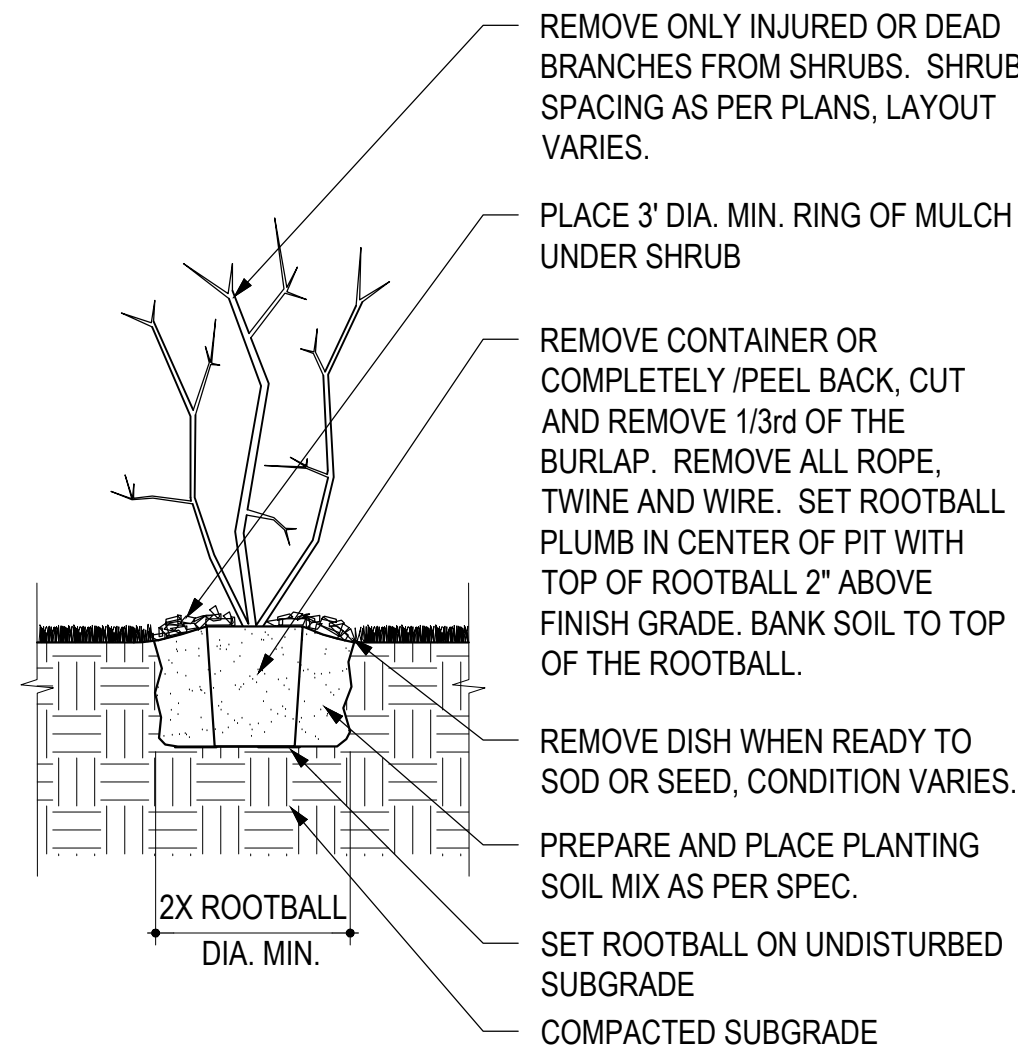 REMOVE ONLY INJURED OR DEAD
BRANCHES FROM SHRUBS. SHRUB
SPACING AS PER PLANS, LAYOUT
VARIES.
PLACE 3' DIA. MIN. RING OF MULCH
UNDER SHRUB
REMOVE CONTAINER OR
COMPLETELY /PEEL BACK, CUT
AND REMOVE 1/3rd OF THE
BURLAP. REMOVE ALL ROPE,
TWINE AND WIRE. SET ROOTBALL
PLUMB IN CENTER OF PIT WITH
TOP OF ROOTBALL 2" ABOVE
FINISH GRADE. BANK SOIL TO TOP
OF THE ROOTBALL.
REMOVE DISH WHEN READY TO
SOD OR SEED, CONDITION VARIES.
PREPARE AND PLACE PLANTING
SOIL MIX AS PER SPEC.
SET ROOTBALL ON UNDISTURBED
SUBGRADE
COMPACTED SUBGRADE
2X ROOTBALL
DIA. MIN.